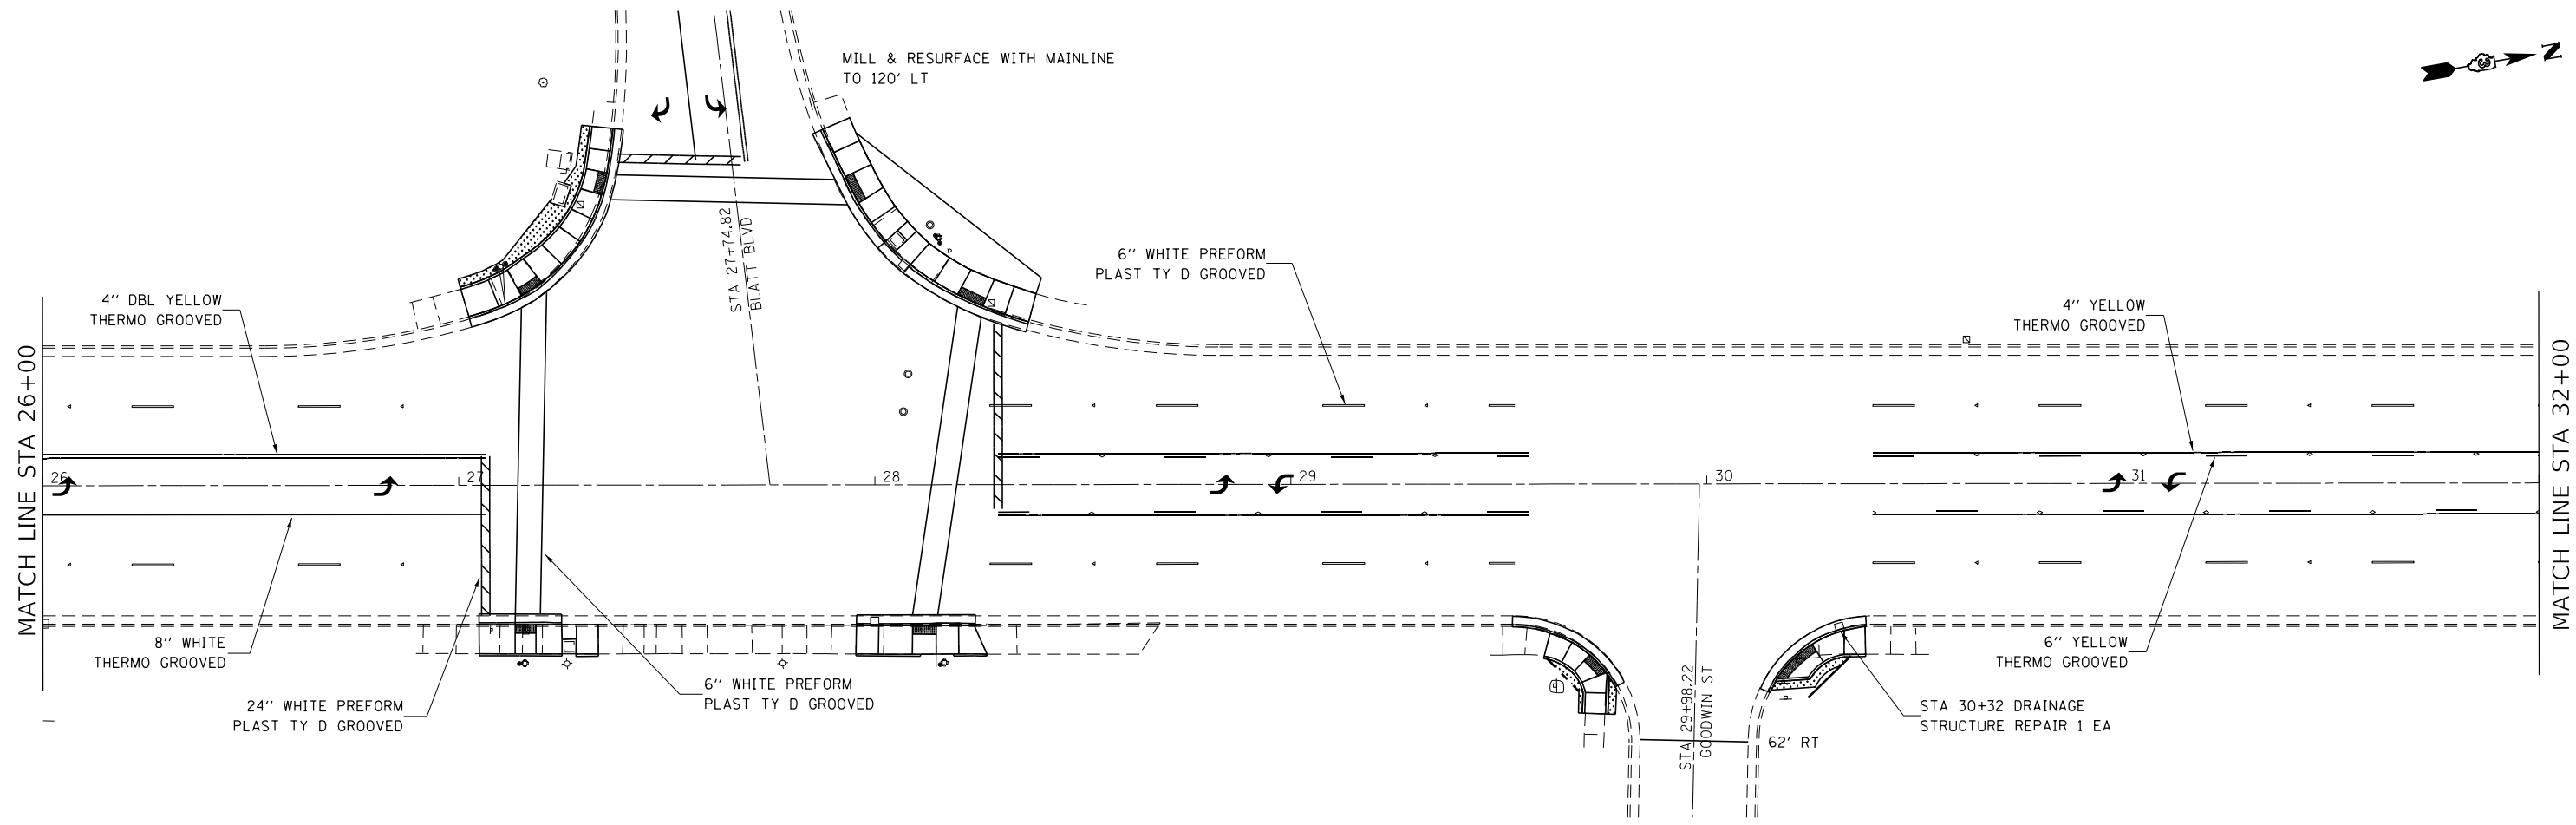 MILL & RESURFACE WITH MAINLINE
TO 120' LT
N
STA 27+74.82
BLATT BLVD
6'' WHITE PREFORM
PLAST TY D GROOVED
4'' DBL YELLOW
THERMO GROOVED
4'' YELLOW
THERMO GROOVED
MATCH LINE STA 26+00
26
27
28
29
30
31
MATCH LINE STA 32+00
8'' WHITE
THERMO GROOVED
24'' WHITE PREFORM
PLAST TY D GROOVED
6'' WHITE PREFORM
PLAST TY D GROOVED
STA 29+98.22
GOODWIN ST
62' RT
6'' YELLOW
THERMO GROOVED
STA 30+32 DRAINAGE
STRUCTURE REPAIR 1 EA